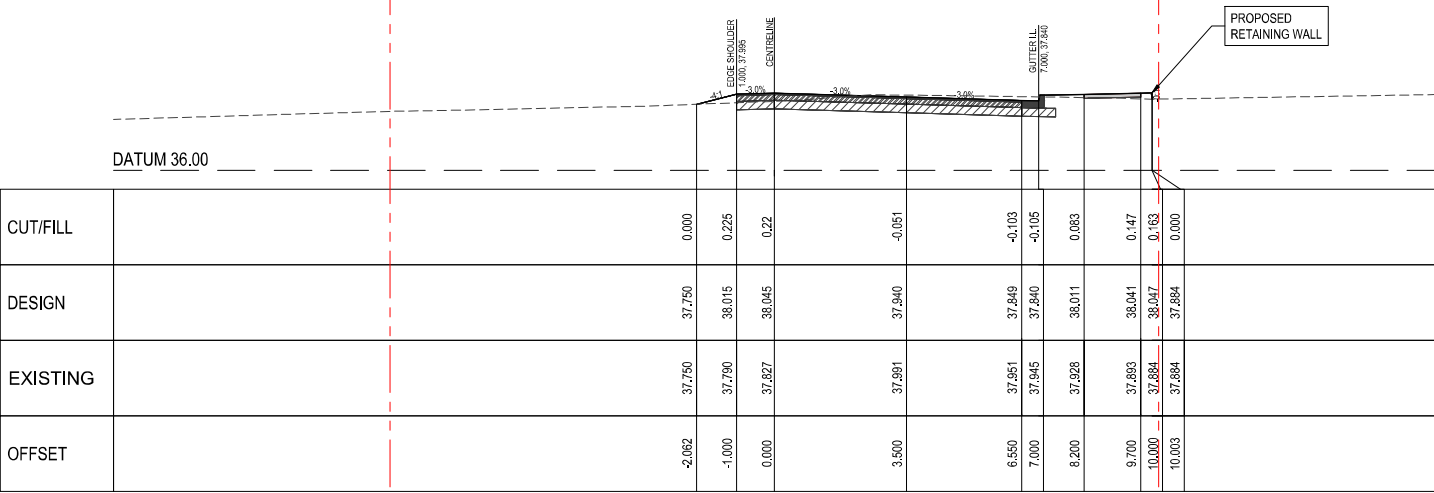 PROPOSED
RETAINING WALL
EDGE SHOULDER
1.000, 37.995
CENTRELINE
GUTTER I.L
7.000, 37.840
-4:1
-3.0%
-3.0%
-3.0%
DATUM 36.00
CUT/FILL 0.000 0.225 0.22 -0.051 -0.103 -0.105 0.083 0.147 0.163 0.000
DESIGN 37.750 38.015 38.045 37.940 37.849 37.840 38.011 38.041 38.047 37.884
EXISTING 37.750 37.790 37.827 37.991 37.951 37.945 37.928 37.893 37.884 37.884
OFFSET -2.062 -1.000 0.000 3.500 6.550 7.000 8.200 9.700 10.000 10.003